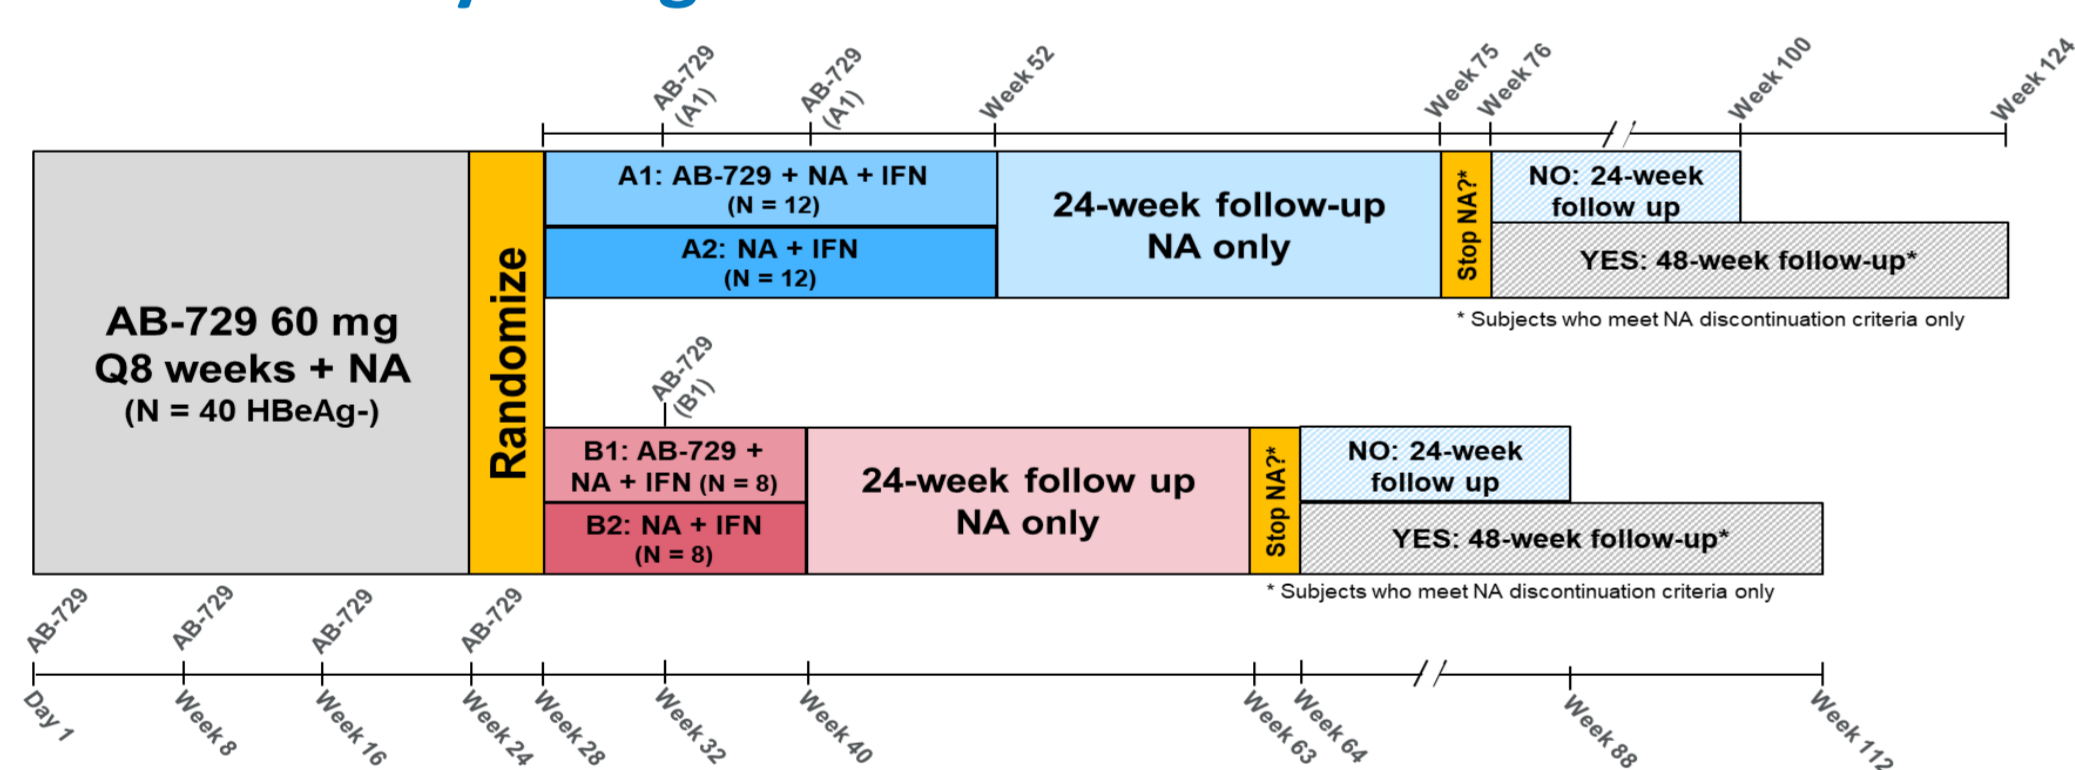 AB-729
(A1)
AB-729
(A1)
Week 52
Week 75
Week 76
Week 100
Week 124
AB-729 60 mg
Q8 weeks + NA
(N = 40 HBeAg-)
Randomize
A1: AB-729 + NA + IFN
(N = 12)
A2: NA + IFN
(N = 12)
24-week follow-up
NA only
Stop NA?*
NO: 24-week
follow up
YES: 48-week follow-up*
* Subjects who meet NA discontinuation criteria only
AB-729
(B1)
B1: AB-729 +
NA + IFN (N = 8)
B2: NA + IFN
(N = 8)
24-week follow up
NA only
Stop NA?*
NO: 24-week
follow up
YES: 48-week follow-up*
* Subjects who meet NA discontinuation criteria only
AB-729
AB-729
AB-729
AB-729
Day 1
Week 8
Week 16
Week 24
Week 28
Week 32
Week 40
Week 63
Week 64
Week 88
Week 112